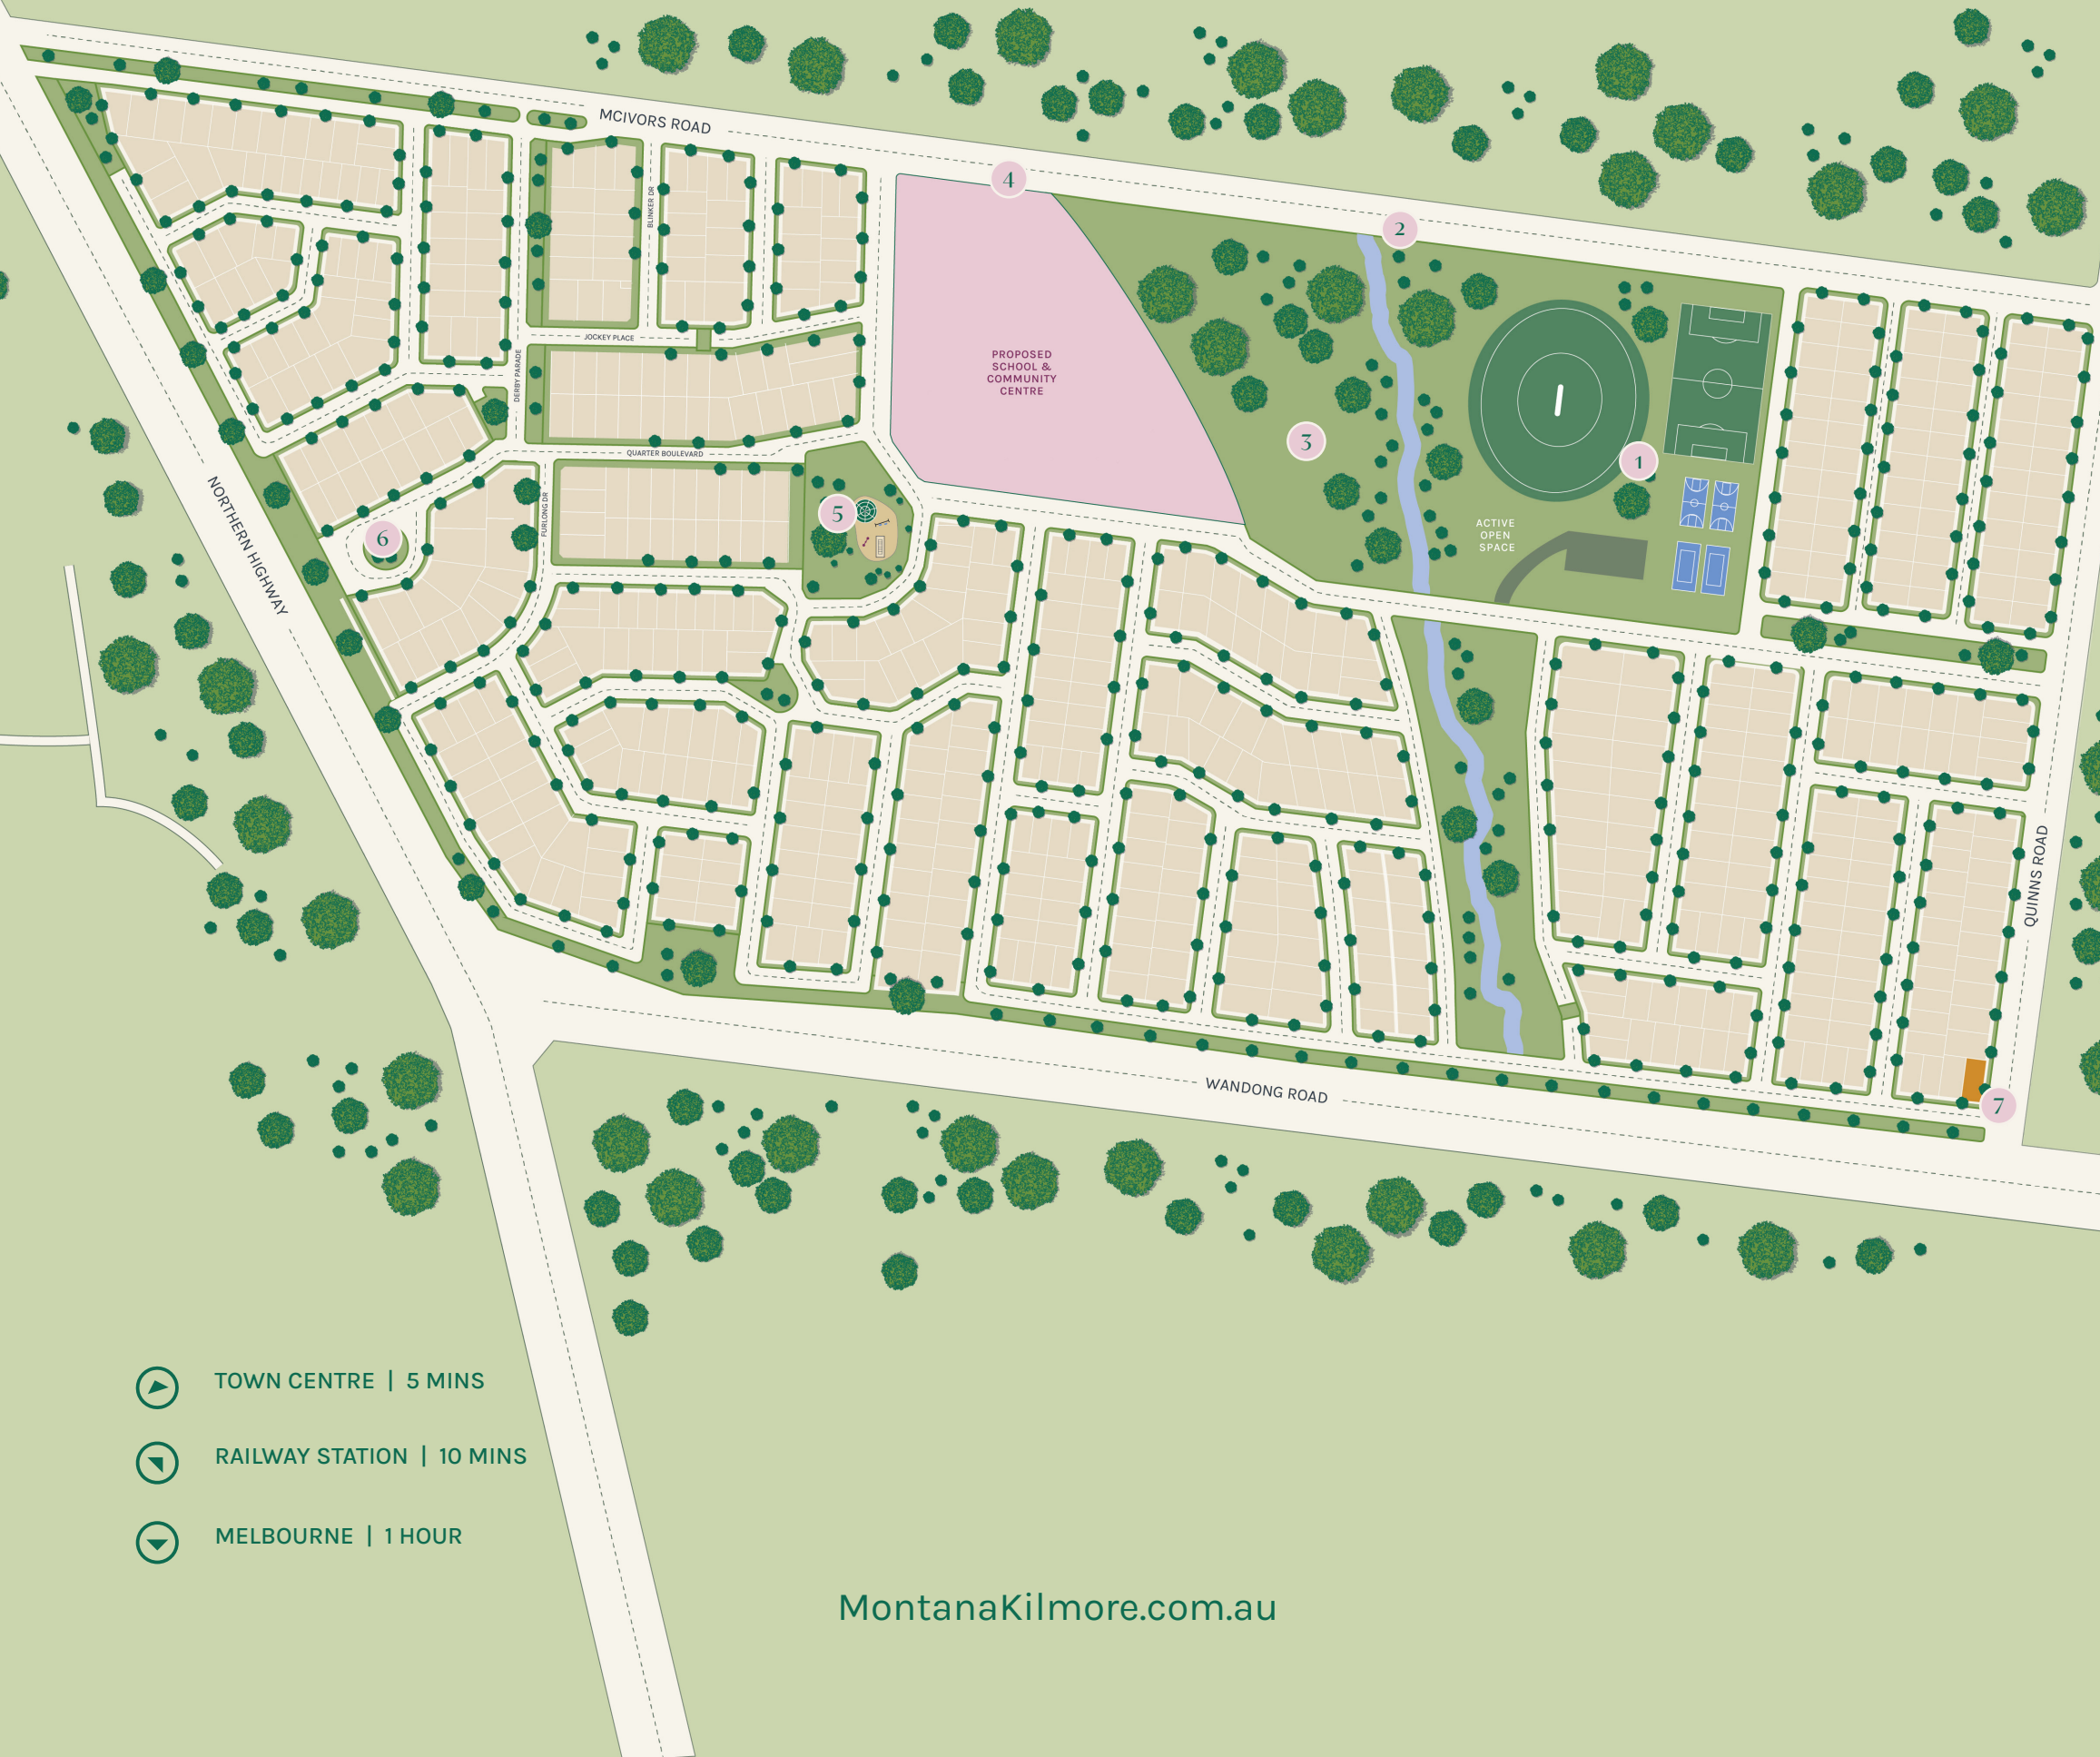 MCIVORS ROAD
4
2
BLINKER DR
JOCKEY PLACE
DERBY PARADE
PROPOSED
SCHOOL &
COMMUNITY
CENTRE
3
1
QUARTER BOULEVARD
NORTHERN HIGHWAY
FURLONG DR
5
6
ACTIVE
OPEN
SPACE
QUINNS ROAD
WANDONG ROAD
7
TOWN CENTRE | 5 MINS
RAILWAY STATION | 10 MINS
MELBOURNE | 1 HOUR
MontanaKilmore.com.au